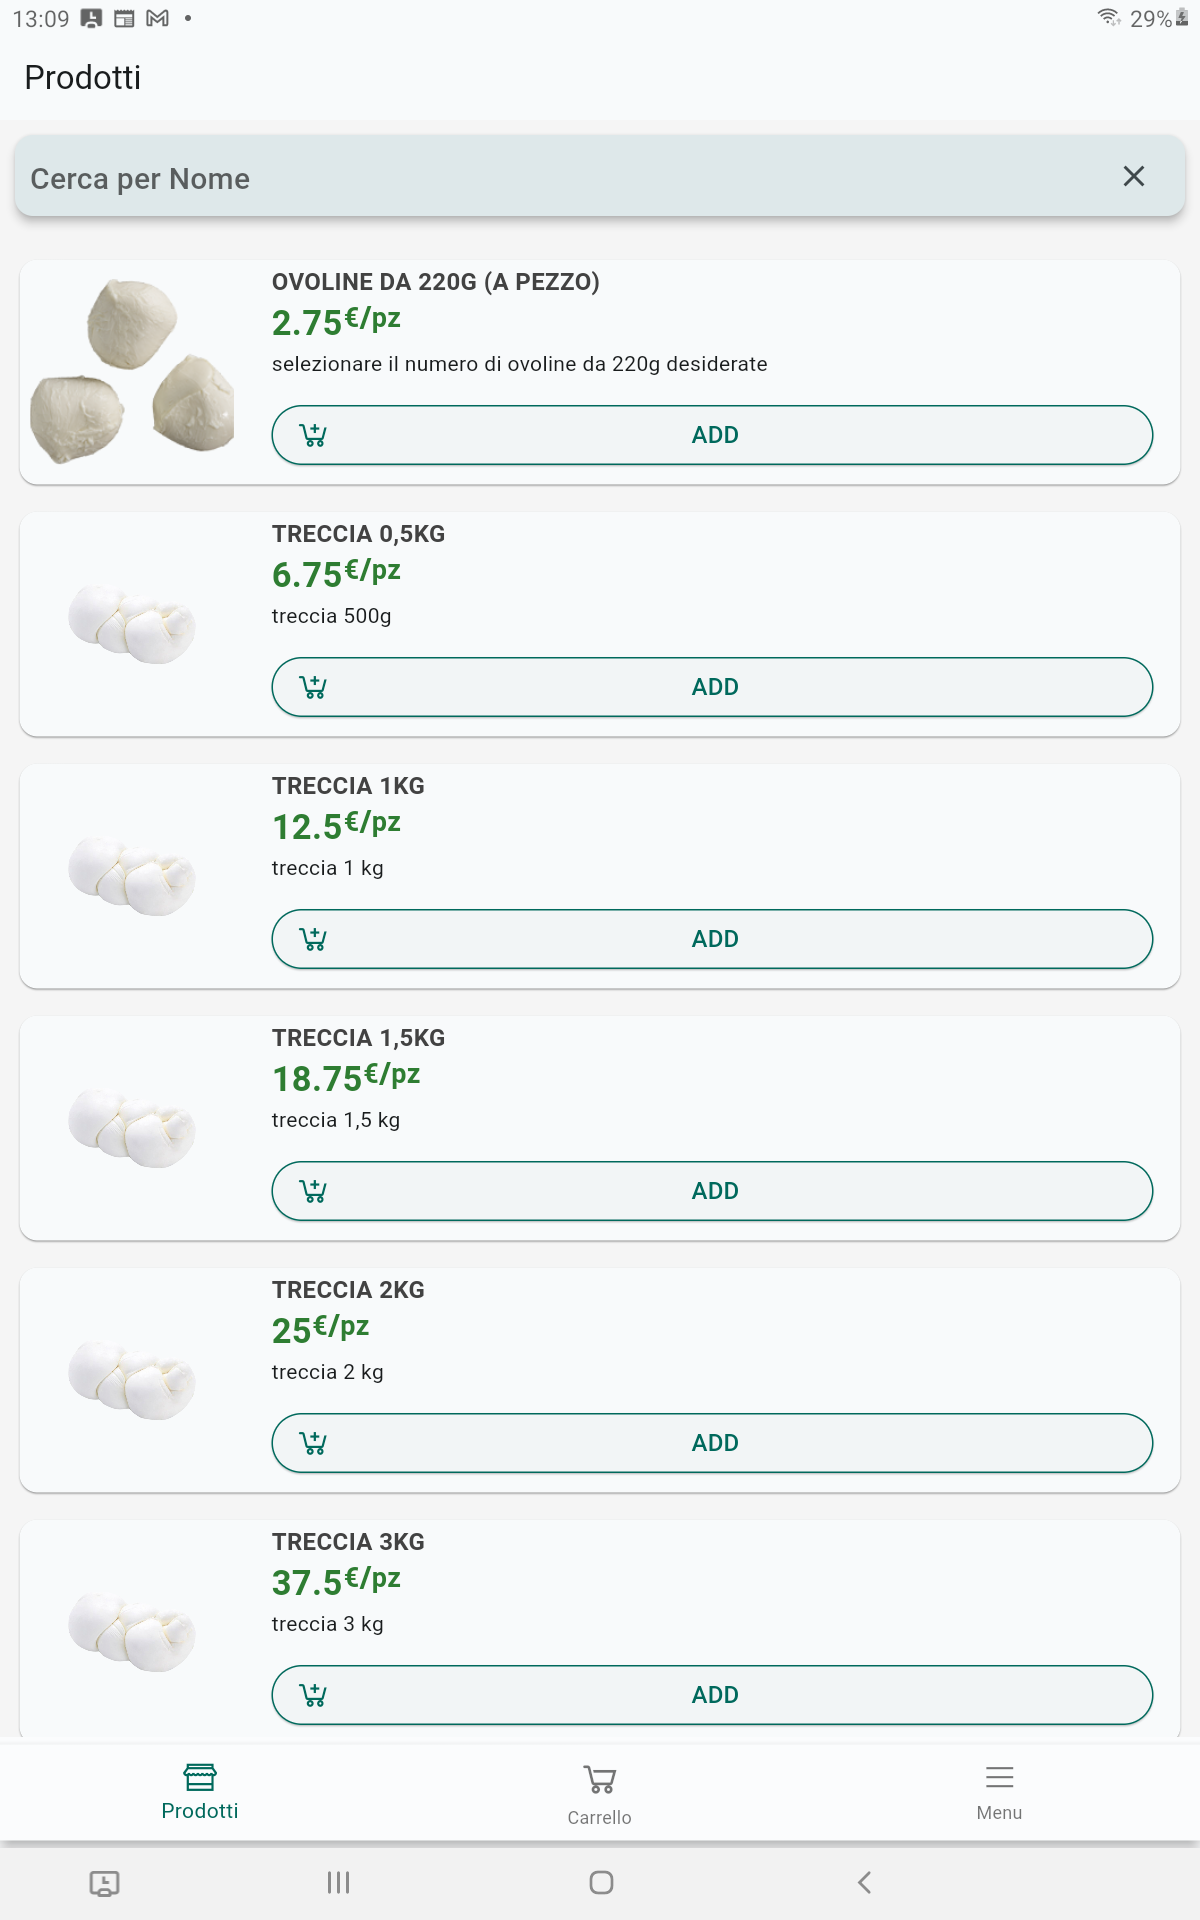 13:09
29%
Prodotti
Cerca per Nome
OVOLINE DA 220G (A PEZZO)
2.75€/pz
selezionare il numero di ovoline da 220g desiderate
ADD
TRECCIA 0,5KG
6.75€/pz
treccia 500g
ADD
TRECCIA 1KG
12.5€/pz
treccia 1 kg
ADD
TRECCIA 1,5KG
18.75€/pz
treccia 1,5 kg
ADD
TRECCIA 2KG
25€/pz
treccia 2 kg
ADD
TRECCIA 3KG
37.5€/pz
treccia 3 kg
ADD
Prodotti
Carrello
Menu